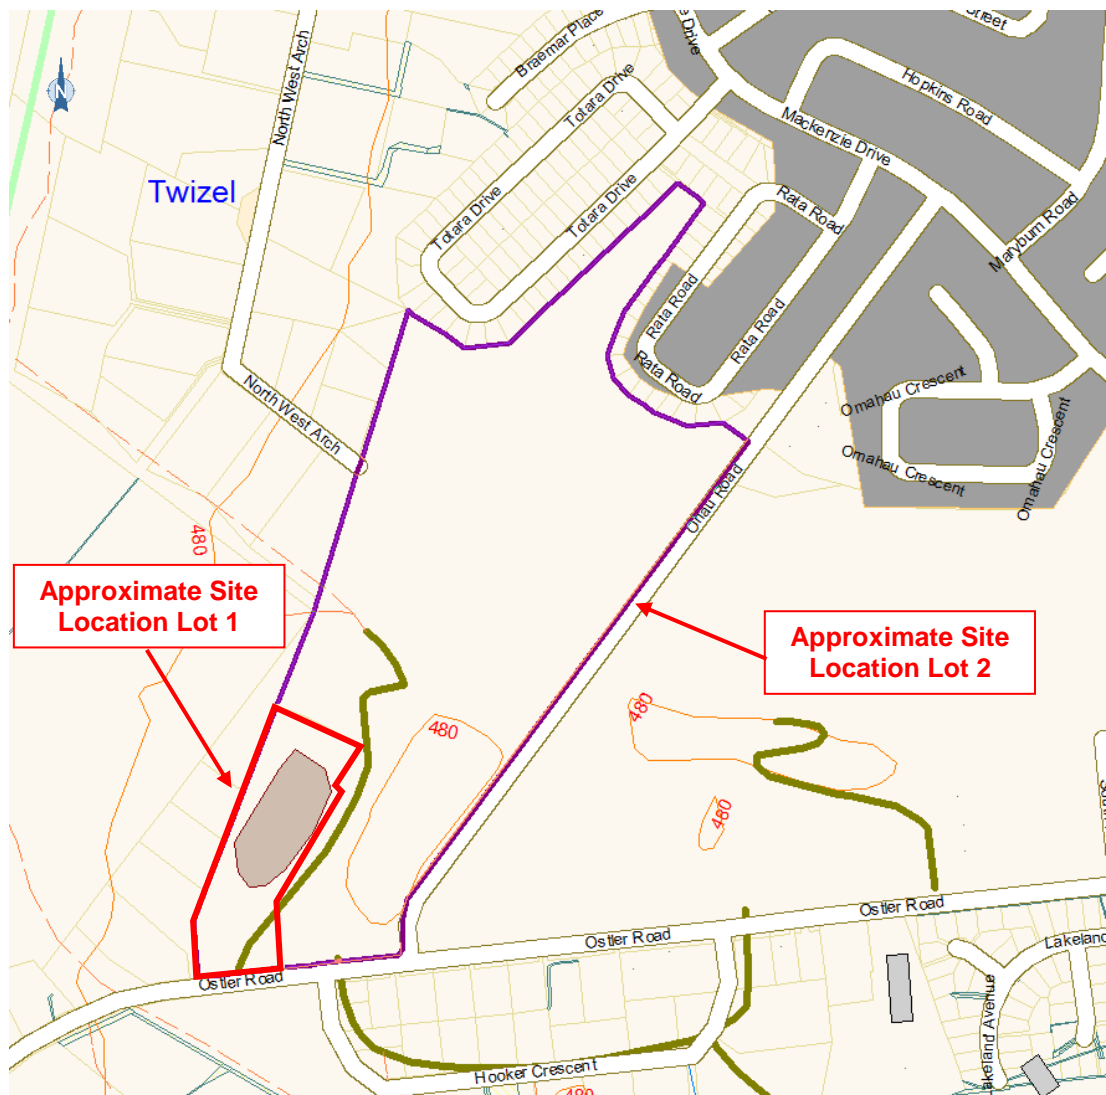 Braemar Place
e Drive
Street
North West Arch
N
Totara Drive
Hopkins Road
Mackenzie Drive
Twizel
Totara Drive
Totara Drive
Rata Road
Maryburn Road
Rata Road
Rata Road
Rata Road
North West Arch
Omahau Crescent
Omahau Crescent
Omahau Crescent
Ohau Road
480
Approximate Site
Location Lot 1
Approximate Site
Location Lot 2
480
480
480
Ostler Road
Ostler Road
Ostler Road
Lakeland
Lakeland Avenue
Hooker Crescent
480